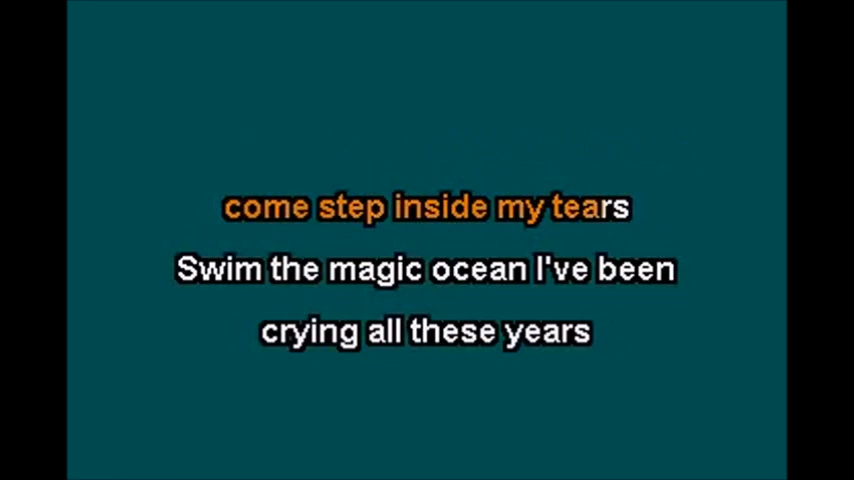 come step inside my tears
Swim the magic ocean I've been
crying all these years